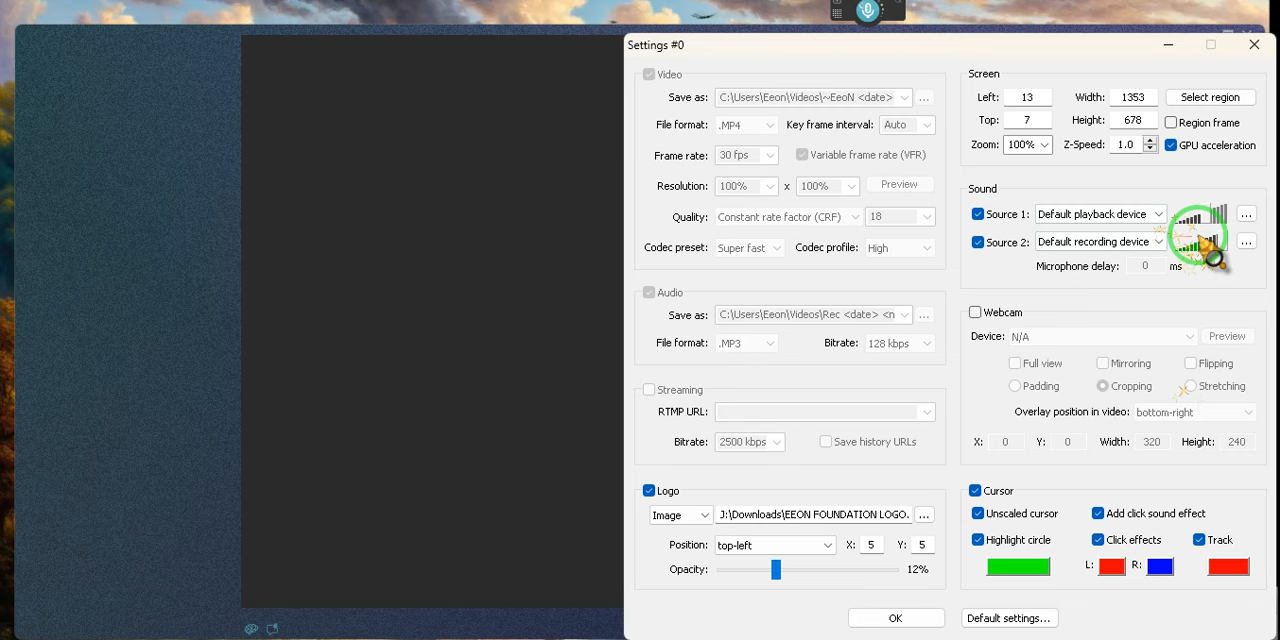 Settings #0
Video
Save as: C:\Users\Eeon\Videos\~EeoN <date> ...
File format: .MP4 Key frame interval: Auto
Frame rate: 30 fps Variable frame rate (VFR)
Resolution: 100% x 100% Preview
Quality: Constant rate factor (CRF) 18
Codec preset: Super fast Codec profile: High
Audio
Save as: C:\Users\Eeon\Videos\Rec <date> <n ...
File format: .MP3 Bitrate: 128 kbps
Streaming
RTMP URL:
Bitrate: 2500 kbps Save history URLs
Logo
Image J:\Downloads\EEON FOUNDATION LOGO. ...
Position: top-left X: 5 Y: 5
Opacity: 12%
Screen
Left: 13 Width: 1353 Select region
Top: 7 Height: 678 Region frame
Zoom: 100% Z-Speed: 1.0 GPU acceleration
Sound
Source 1: Default playback device ...
Source 2: Default recording device ...
Microphone delay: 0 ms
Webcam
Device: N/A Preview
Full view Mirroring Flipping
Padding Cropping Stretching
Overlay position in video: bottom-right
X: 0 Y: 0 Width: 320 Height: 240
Cursor
Unscaled cursor Add click sound effect
Highlight circle Click effects Track
L: R:
OK Default settings...